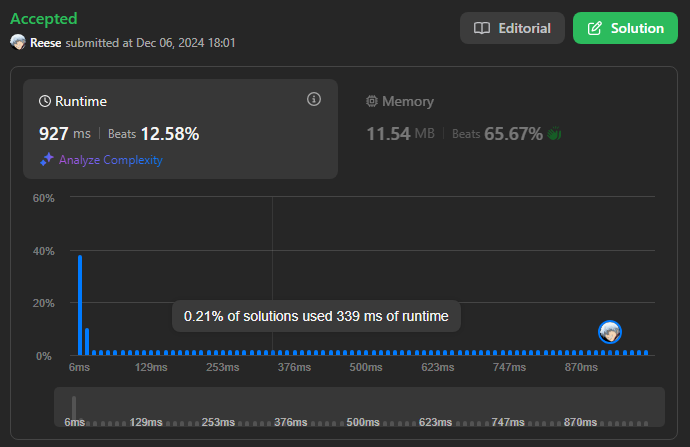 Accepted
Editorial
Solution
Reese submitted at Dec 06, 2024 18:01
Runtime
927 ms | Beats 12.58%
Analyze Complexity
Memory
11.54 MB | Beats 65.67%
60%
40%
20%
0%
0.21% of solutions used 339 ms of runtime
6ms 129ms 253ms 376ms 500ms 623ms 747ms 870ms
6ms 129ms 253ms 376ms 500ms 623ms 747ms 870ms